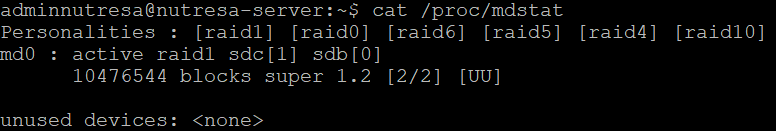 adminnutresa@nutresa-server:~$ cat /proc/mdstat
Personalities : [raid1] [raid0] [raid6] [raid5] [raid4] [raid10]
md0 : active raid1 sdc[1] sdb[0]
      10476544 blocks super 1.2 [2/2] [UU]

unused devices: <none>